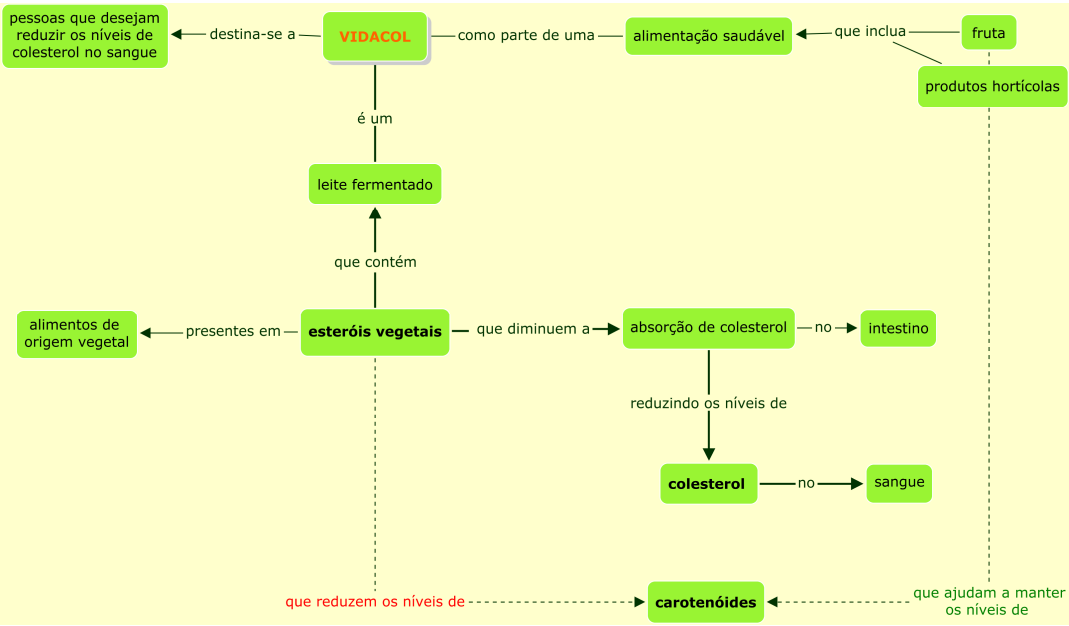 pessoas que desejam
reduzir os níveis de
colesterol no sangue
destina-se a
VIDACOL
como parte de uma
alimentação saudável
que inclua
fruta
produtos hortícolas
é um
leite fermentado
que contém
alimentos de
origem vegetal
presentes em
esteróis vegetais
que diminuem a
absorção de colesterol
no
intestino
reduzindo os níveis de
colesterol
no
sangue
que reduzem os níveis de
carotenóides
que ajudam a manter
os níveis de